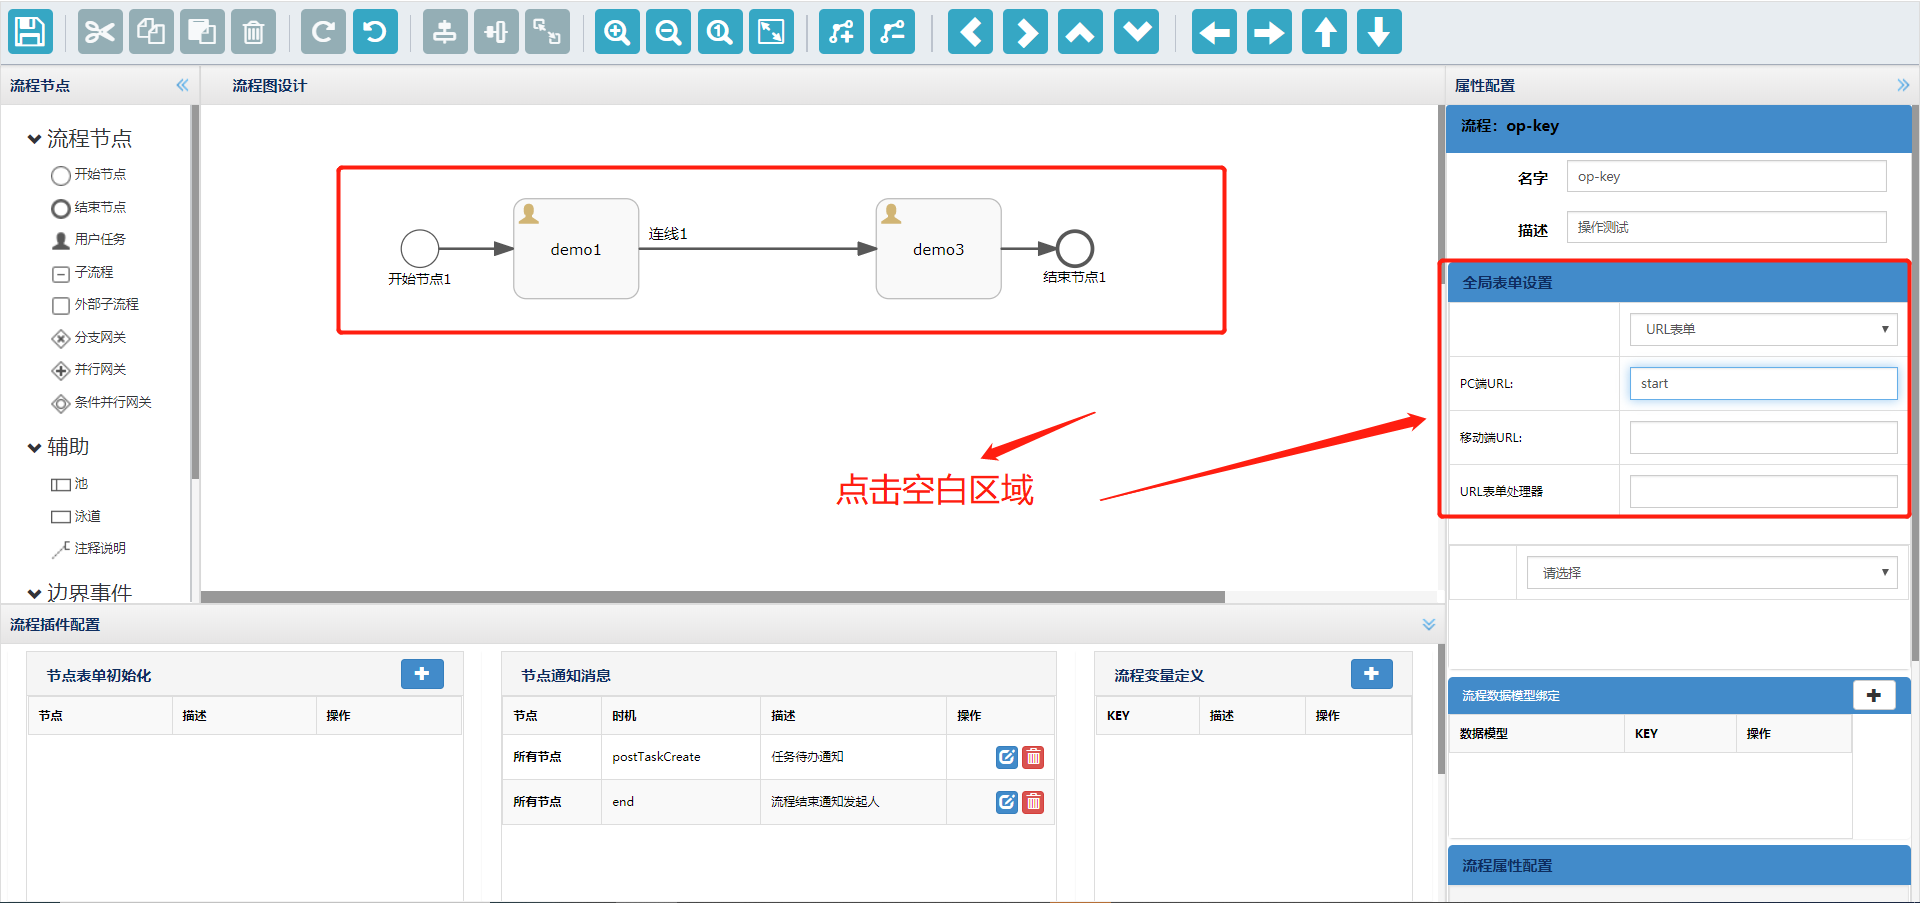 流程节点
流程图设计
属性配置
流程节点
开始节点
结束节点
用户任务
子流程
外部子流程
分支网关
并行网关
条件并行网关
辅助
池
泳道
注释说明
边界事件
开始节点1
demo1
连线1
demo3
结束节点1
点击空白区域
流程：op-key
名字
op-key
描述
操作测试
全局表单设置
URL表单
PC端URL:
start
移动端URL:
URL表单处理器
请选择
流程数据模型绑定
数据模型 KEY 操作
流程属性配置
流程插件配置
节点表单初始化
节点 描述 操作
节点通知消息
节点 时机 描述 操作
所有节点 postTaskCreate 任务待办通知
所有节点 end 流程结束通知发起人
流程变量定义
KEY 描述 操作